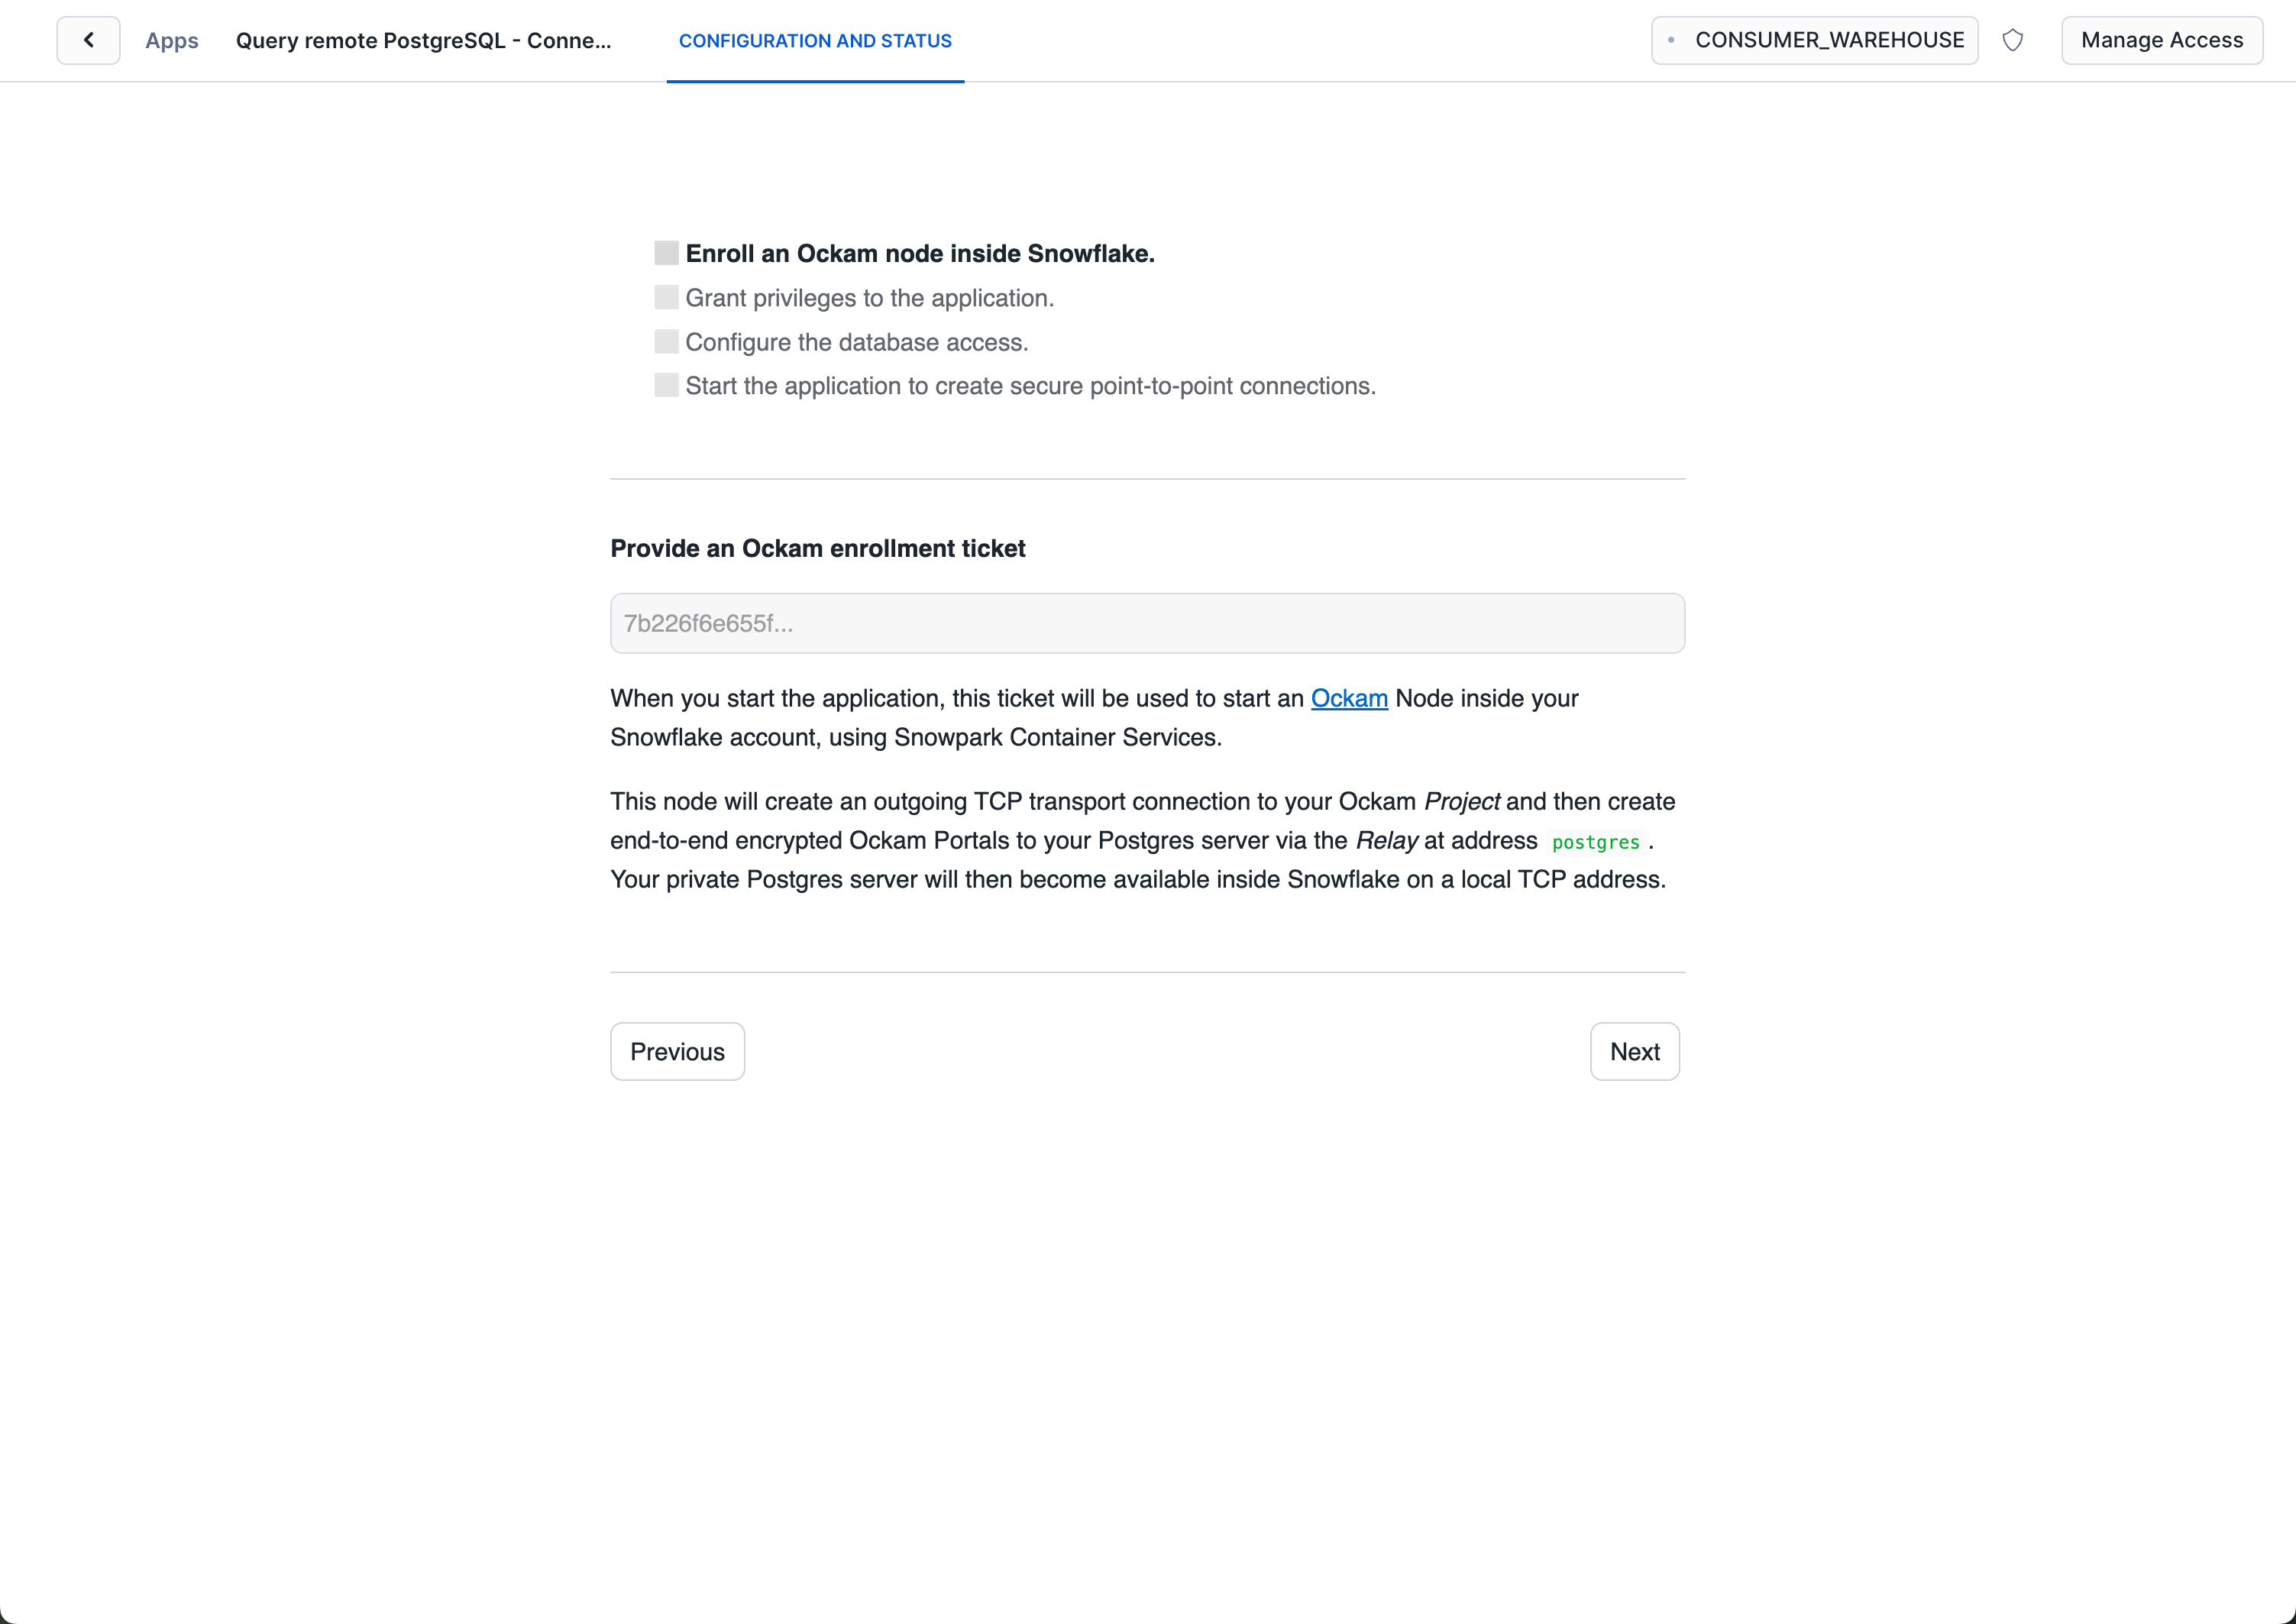 Apps
Query remote PostgreSQL - Conne...
CONFIGURATION AND STATUS
CONSUMER_WAREHOUSE
Manage Access
Enroll an Ockam node inside Snowflake.
Grant privileges to the application.
Configure the database access.
Start the application to create secure point-to-point connections.
Provide an Ockam enrollment ticket
7b226f6e655f...
When you start the application, this ticket will be used to start an Ockam Node inside your
Snowflake account, using Snowpark Container Services.
This node will create an outgoing TCP transport connection to your Ockam Project and then create
end-to-end encrypted Ockam Portals to your Postgres server via the Relay at address postgres .
Your private Postgres server will then become available inside Snowflake on a local TCP address.
Previous
Next